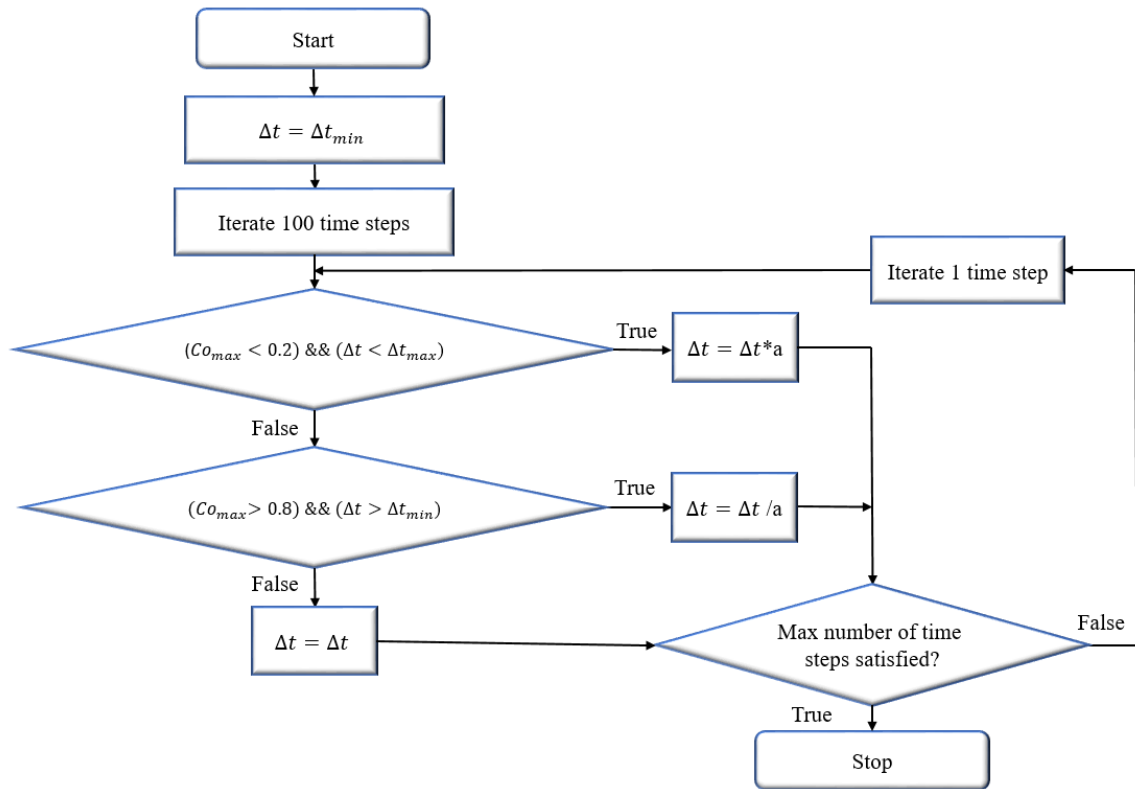 Start
Δt = Δt_min
Iterate 100 time steps
Iterate 1 time step
(Co_max < 0.2) && (Δt < Δt_max)
True
Δt = Δt*a
False
(Co_max > 0.8) && (Δt > Δt_min)
True
Δt = Δt /a
False
Δt = Δt
Max number of time
steps satisfied?
False
True
Stop